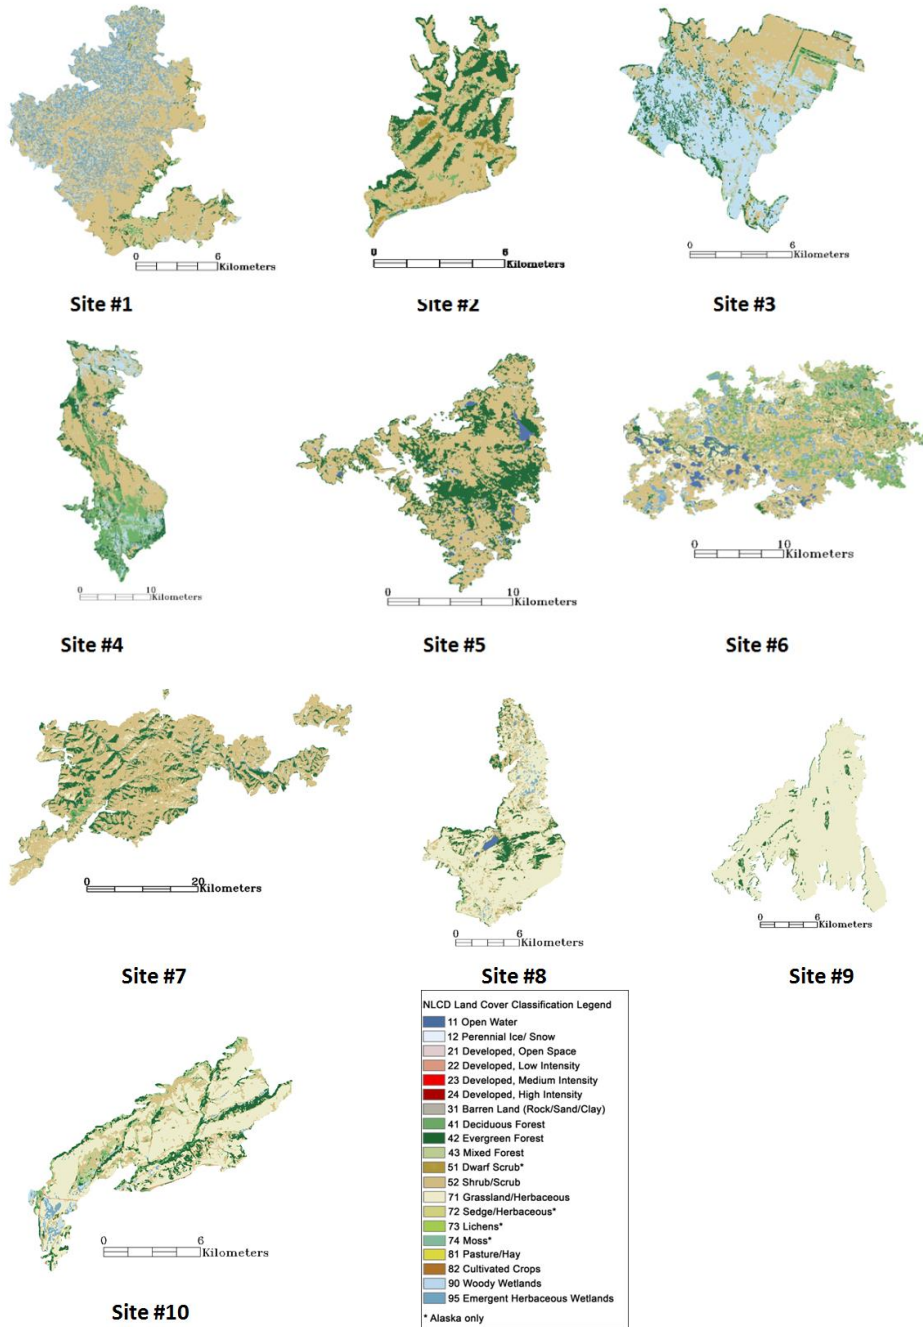 0 6
Kilometers
0 6
Kilometers
0 6
Kilometers
Site #1
Site #2
Site #3
0 10
Kilometers
0 10
Kilometers
0 10
Kilometers
Site #4
Site #5
Site #6
0 20
Kilometers
0 6
Kilometers
0 6
Kilometers
Site #7
Site #8
Site #9
NLCD Land Cover Classification Legend
11 Open Water
12 Perennial Ice/ Snow
21 Developed, Open Space
22 Developed, Low Intensity
23 Developed, Medium Intensity
24 Developed, High Intensity
31 Barren Land (Rock/Sand/Clay)
41 Deciduous Forest
42 Evergreen Forest
43 Mixed Forest
51 Dwarf Scrub*
52 Shrub/Scrub
71 Grassland/Herbaceous
72 Sedge/Herbaceous*
73 Lichens*
74 Moss*
81 Pasture/Hay
82 Cultivated Crops
90 Woody Wetlands
95 Emergent Herbaceous Wetlands
* Alaska only
0 6
Kilometers
Site #10